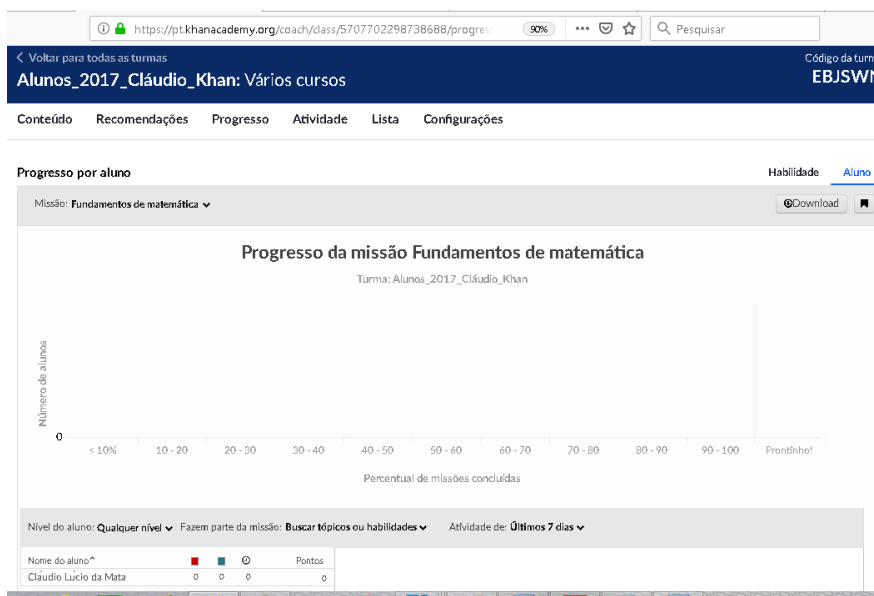 https://pt.khanacademy.org/coach/class/5707702298738688/progres
90%
Pesquisar
Voltar para todas as turmas
Código da turm
Alunos_2017_Cláudio_Khan: Vários cursos
EBJSWN
Conteúdo Recomendações Progresso Atividade Lista Configurações
Progresso por aluno
Habilidade Aluno
Missão: Fundamentos de matemática
Download
Progresso da missão Fundamentos de matemática
Turma: Alunos_2017_Cláudio_Khan
Número de alunos
0
< 10% 10 - 20 20 - 30 30 - 40 40 - 50 50 - 60 60 - 70 70 - 80 80 - 90 90 - 100 Prontinho!
Percentual de missões concluídas
Nível do aluno: Qualquer nível Fazem parte da missão: Buscar tópicos ou habilidades Atividade de: Últimos 7 dias
Nome do aluno^ Pontos
Cláudio Lúcio da Mata 0 0 0 0